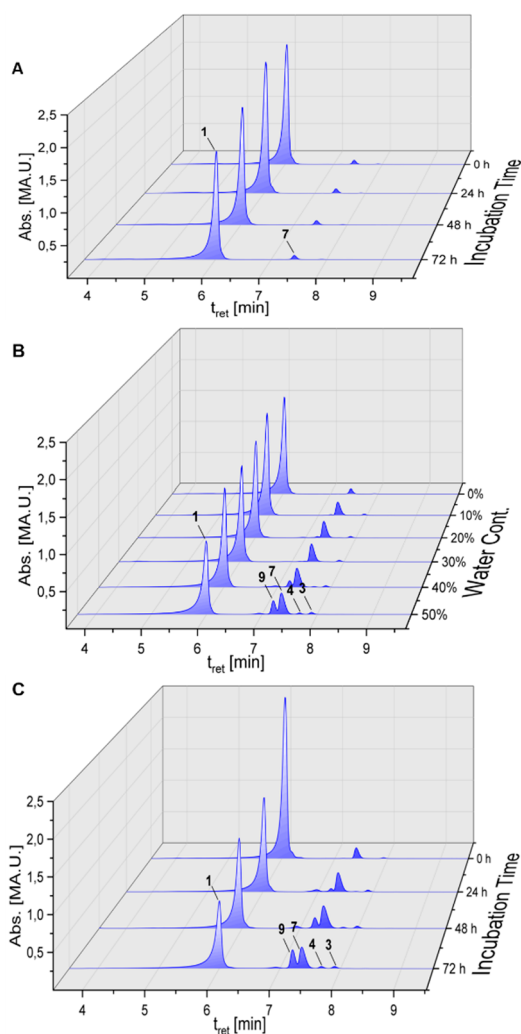 A
2,5
2,0
1,5
1,0
0,5
Abs. [MA.U.]
1
7
0 h
24 h
48 h
72 h
Incubation Time
4 5 6 7 8 9
t_ret [min]
B
2,5
2,0
1,5
1,0
0,5
Abs. [MA.U.]
1
9 7 4 3
0%
10%
20%
30%
40%
50%
Water Cont.
4 5 6 7 8 9
t_ret [min]
C
2,5
2,0
1,5
1,0
0,5
Abs. [MA.U.]
1
9 7 4 3
0 h
24 h
48 h
72 h
Incubation Time
4 5 6 7 8 9
t_ret [min]